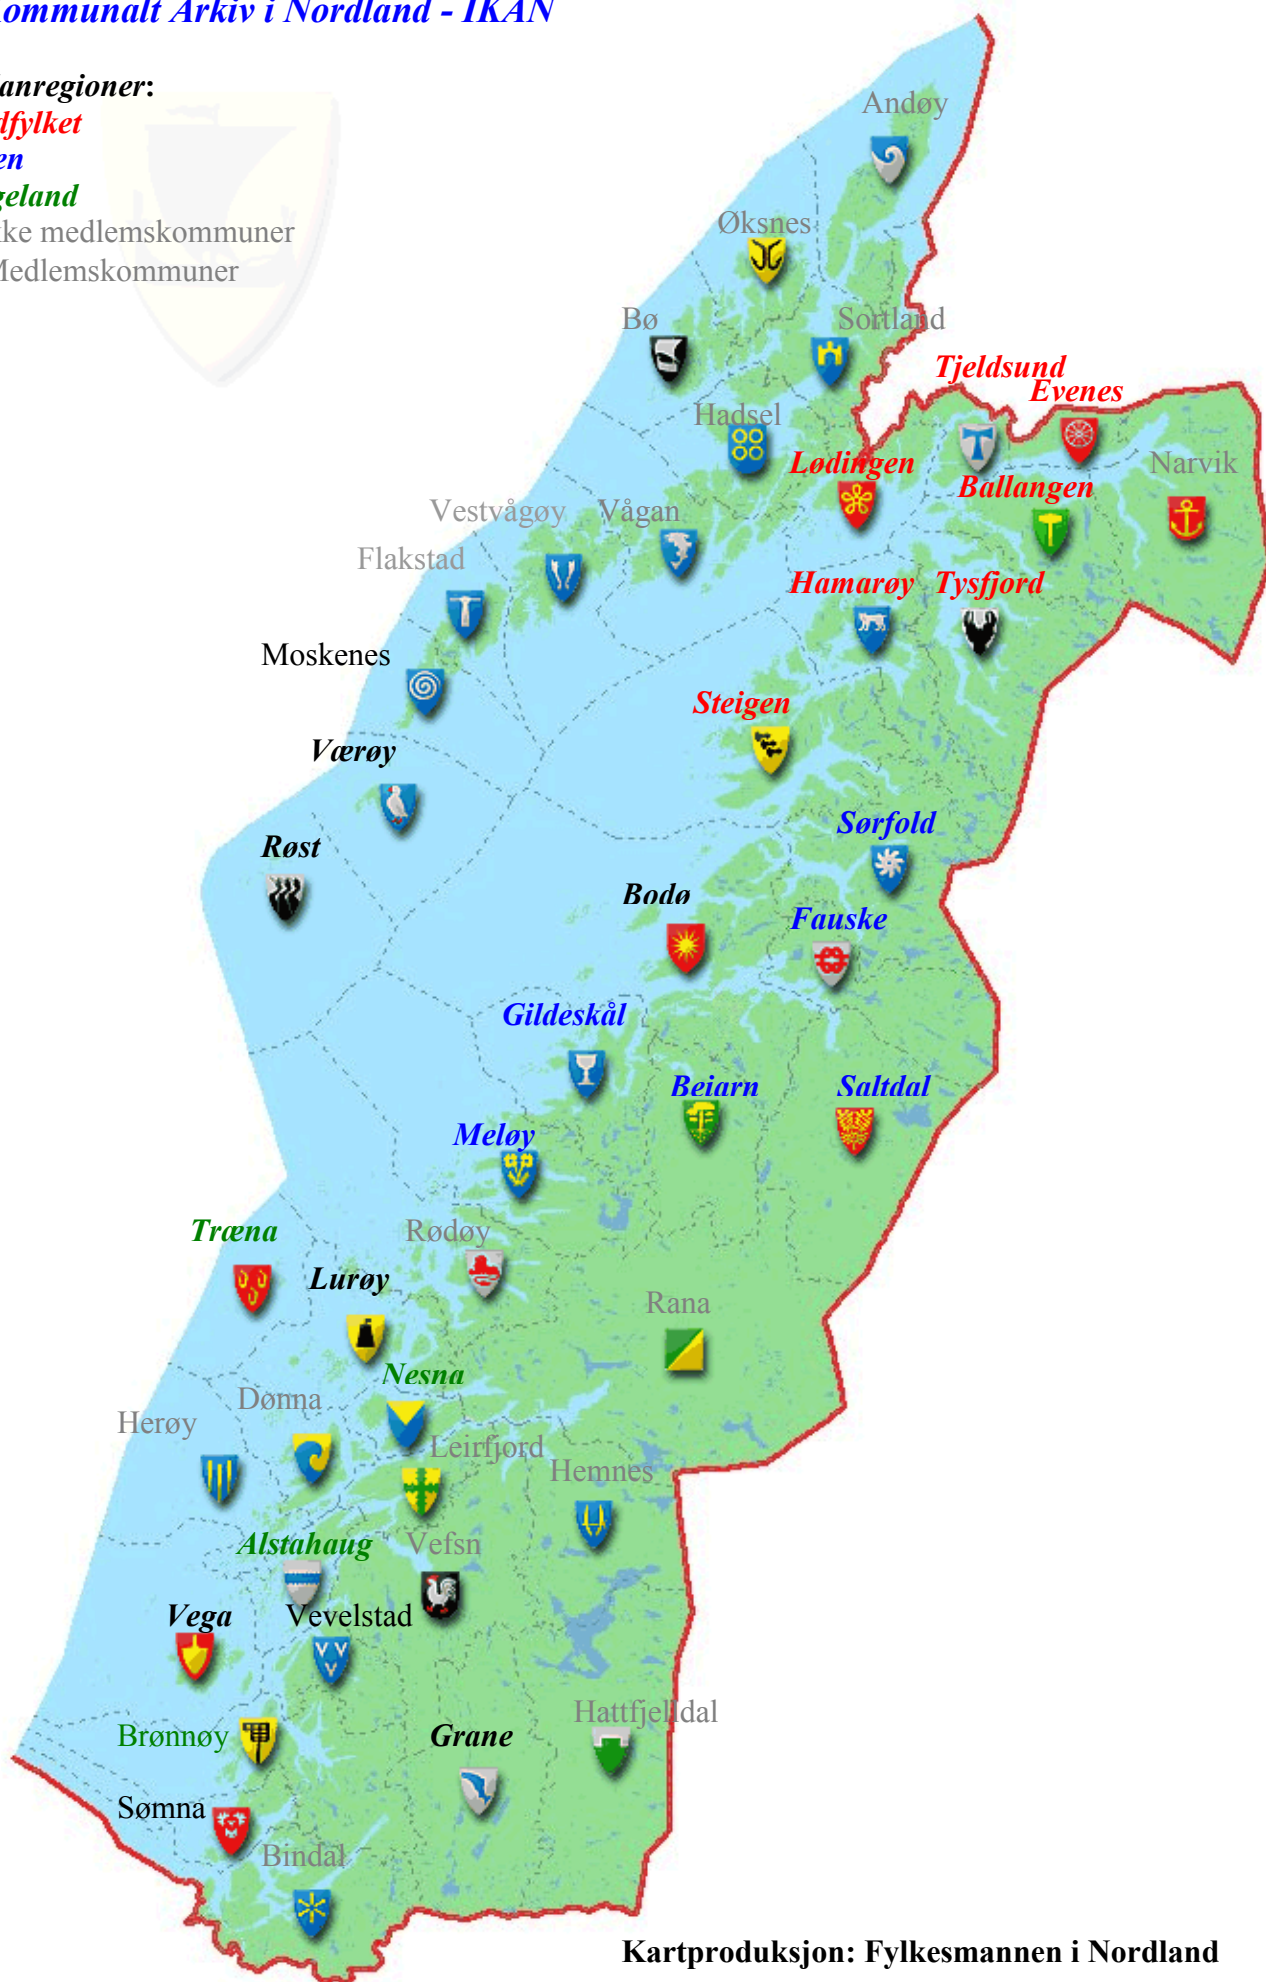 ommunalt Arkiv i Nordland - IKAN
anregioner:
dfylket
en
geland
ke medlemskommuner
Medlemskommuner
Andøy
Øksnes
Bø
Sortland
Tjeldsund
Evenes
Hadsel
Lødingen
Narvik
Ballangen
Vestvågøy
Vågan
Flakstad
Hamarøy
Tysfjord
Moskenes
Steigen
Værøy
Sørfold
Røst
Bodø
Fauske
Gildeskål
Beiarn
Saltdal
Meløy
Træna
Rødøy
Lurøy
Rana
Nesna
Dønna
Herøy
Leirfjord
Hemnes
Alstahaug
Vefsn
Vega
Vevelstad
Hattfjelldal
Brønnøy
Grane
Sømna
Bindal
Kartproduksjon: Fylkesmannen i Nordland